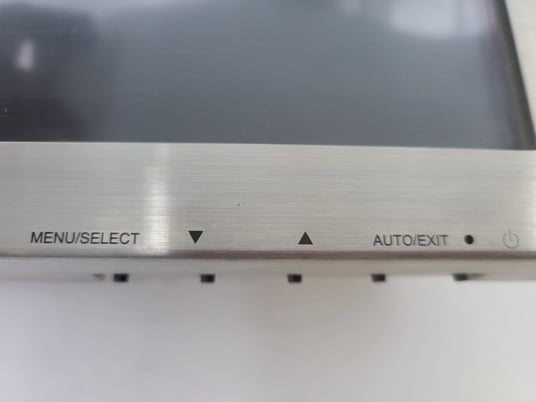 MENU/SELECT ▼ ▲ AUTO/EXIT